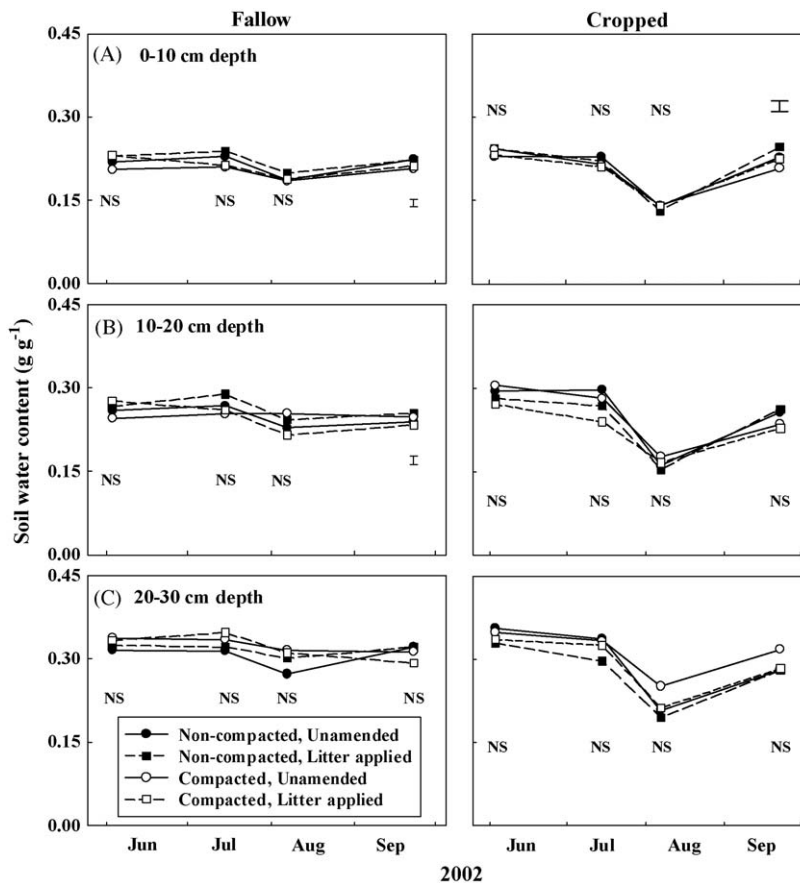 Fallow
Cropped
(A) 0-10 cm depth
0.45
0.30
0.15
0.00
NS NS NS
NS NS NS
(B) 10-20 cm depth
0.45
0.30
0.15
0.00
NS NS NS
NS NS NS NS
(C) 20-30 cm depth
0.45
0.30
0.15
0.00
NS NS NS NS
NS NS NS NS
Non-compacted, Unamended
Non-compacted, Litter applied
Compacted, Unamended
Compacted, Litter applied
Jun Jul Aug Sep
Jun Jul Aug Sep
2002
Soil water content (g g⁻¹)